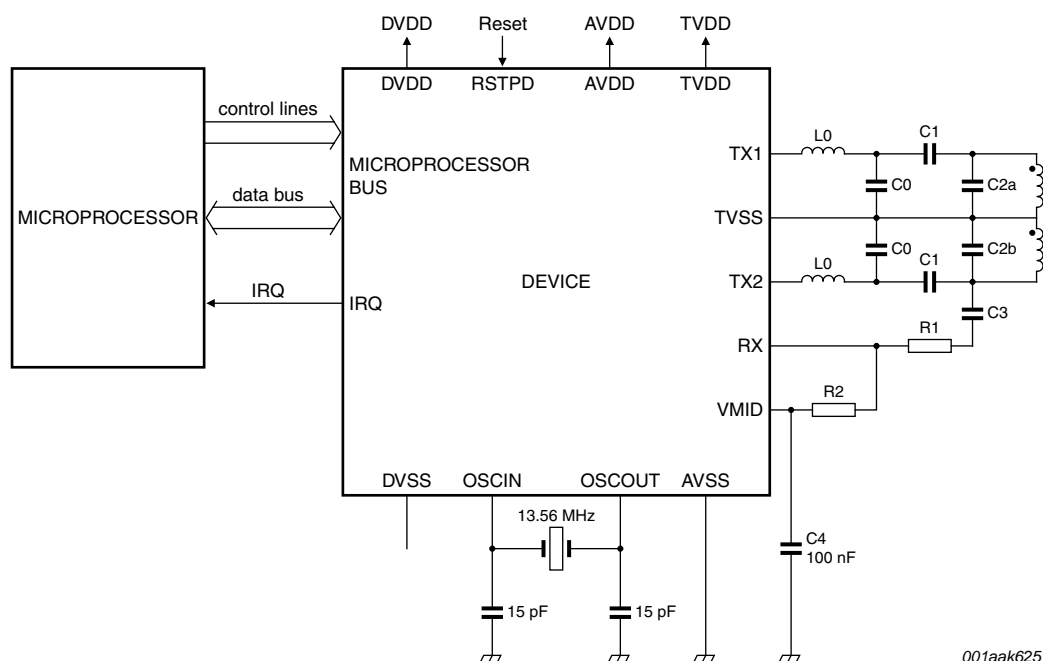 DVDD Reset AVDD TVDD
DVDD RSTPD AVDD TVDD
control lines
L0 C1
TX1
MICROPROCESSOR
BUS
C0 C2a
data bus
MICROPROCESSOR
TVSS
C0 C2b
L0 C1
DEVICE
TX2
IRQ
IRQ
C3
R1
RX
R2
VMID
DVSS OSCIN OSCOUT AVSS
13.56 MHz
C4
100 nF
15 pF 15 pF
001aak625